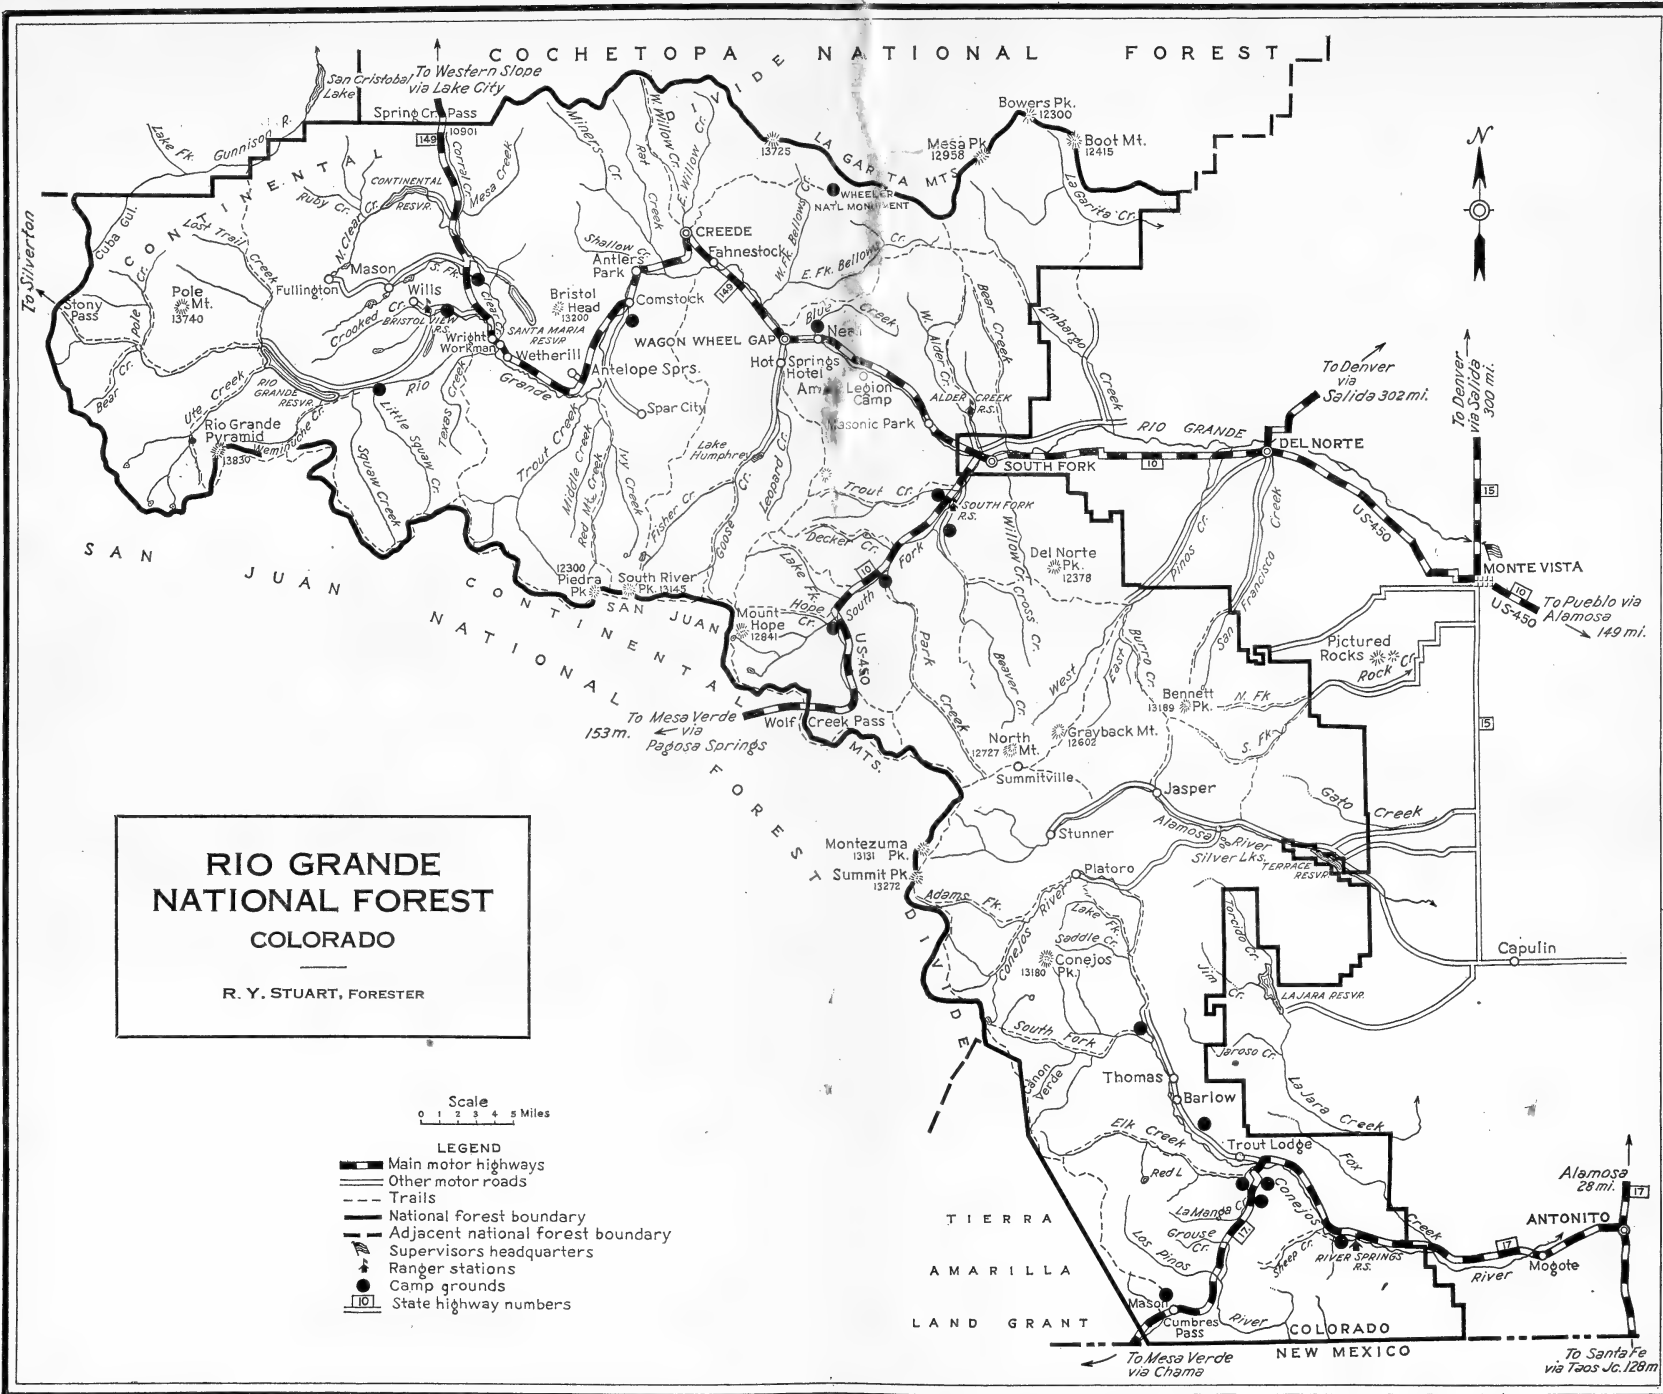 COCHETOPA NATIONAL FOREST
San Cristobal
Lake
To Western Slope
via Lake City
Spring Cr. Pass
10901
149
Lake Fk.
Gunnison R.
CONTINENTAL DIVIDE
Corral Cr.
Mesa Creek
Miners Cr.
Rat Creek
W. Willow Cr.
E. Willow Cr.
13725
LA GARITA MTS.
Mesa Pk.
12958
Bowers Pk.
12300
Boot Mt.
12415
La Garita Cr.
WHEELER
NAT'L MONUMENT
N
To Silverton
Cuba Gul.
Lost Trail Creek
Ruby Cr.
N. Clear Cr.
CONTINENTAL
RESVR.
Stony
Pass
Pole
Mt.
13740
Pole Cr.
Bear Cr.
Fullington
Mason
S. Fk.
Wills
Crooked Cr.
BRISTOL VIEW
R.S.
Clear Cr.
SANTA MARIA
RESVR
Wright
Workman
Wetherill
Shallow Cr.
Antlers
Park
CREEDE
Fahnestock
149
Comstock
Bristol
Head
13200
WAGON WHEEL GAP
W. Fk. Bellows Cr.
E. Fk. Bellows Cr.
Blue Creek
Hot Springs
Hotel
Legion
Camp
Masonic Park
Antelope Sprs.
Spar City
Rio Grande
RIO
GRANDE
RESVR.
Ute Creek
Rio Grande
Pyramid
13830
Weminuche Cr.
Little Squaw Cr.
Squaw Creek
Texas Creek
Trout Creek
Middle Creek
Red Mt. Creek
Ivy Creek
Lake
Humphrey
Fisher Cr.
Goose Cr.
Leopard Cr.
W. Alder Cr.
Bear Creek
ALDER CREEK
R.S.
Embargo Creek
RIO GRANDE
DEL NORTE
SOUTH FORK
10
To Denver
via
Salida 302 mi.
To Denver
via Salida
300 mi.
15
US-450
MONTE VISTA
10
US-450
To Pueblo via
Alamosa
149 mi.
Trout Cr.
SOUTH FORK
R.S.
Decker Cr.
Lake Fk.
Hope Cr.
South Fork
10
US-450
Willow Cr.
Cross Cr.
Del Norte
Pk.
12378
Pinos Cr.
San Francisco Creek
12300
Piedra
Pk
South River
Pk. 13145
Mount
Hope
12841
SAN JUAN NATIONAL FOREST
CONTINENTAL DIVIDE
SAN JUAN MTS.
To Mesa Verde
153 m. via
Pagosa Springs
Wolf Creek Pass
Park Creek
Beaver Cr.
West
East
Burro Cr.
Bennett
13189 Pk.
Pictured
Rocks
Rock Cr
N. Fk
S. Fk.
North
12727 Mt.
Grayback Mt.
12602
Summitville
15
Jasper
Stunner
Gato Creek
Alamosa River
Silver Lks.
TERRACE
RESVR.
Montezuma
13131 Pk.
Summit Pk.
13272
Platoro
Adams Fk.
Conejos River
Lake Fk.
Saddle Cr.
Conejos
13180 Pk.
Torcido Cr.
Jim Cr.
LA JARA RESVR.
Capulin
South Fork
Jaroso Cr.
La Jara Creek
Cañon
Verde
Thomas
Barlow
Elk Creek
Red L
Trout Lodge
Fox Creek
Conejos River
La Manga Cr.
Grouse
Cr.
Los Pinos River
17
Sheep Cr.
RIVER SPRINGS
R.S.
17
Mogote
ANTONITO
Alamosa
28 mi.
17
Mason
Cumbres
Pass
TIERRA
AMARILLA
LAND GRANT
COLORADO
NEW MEXICO
To Mesa Verde
via Chama
To Santa Fe
via Taos Jc. 128 m
RIO GRANDE
NATIONAL FOREST
COLORADO
R. Y. STUART, FORESTER
Scale
0 1 2 3 4 5 Miles
LEGEND
Main motor highways
Other motor roads
Trails
National forest boundary
Adjacent national forest boundary
Supervisors headquarters
Ranger stations
Camp grounds
10 State highway numbers